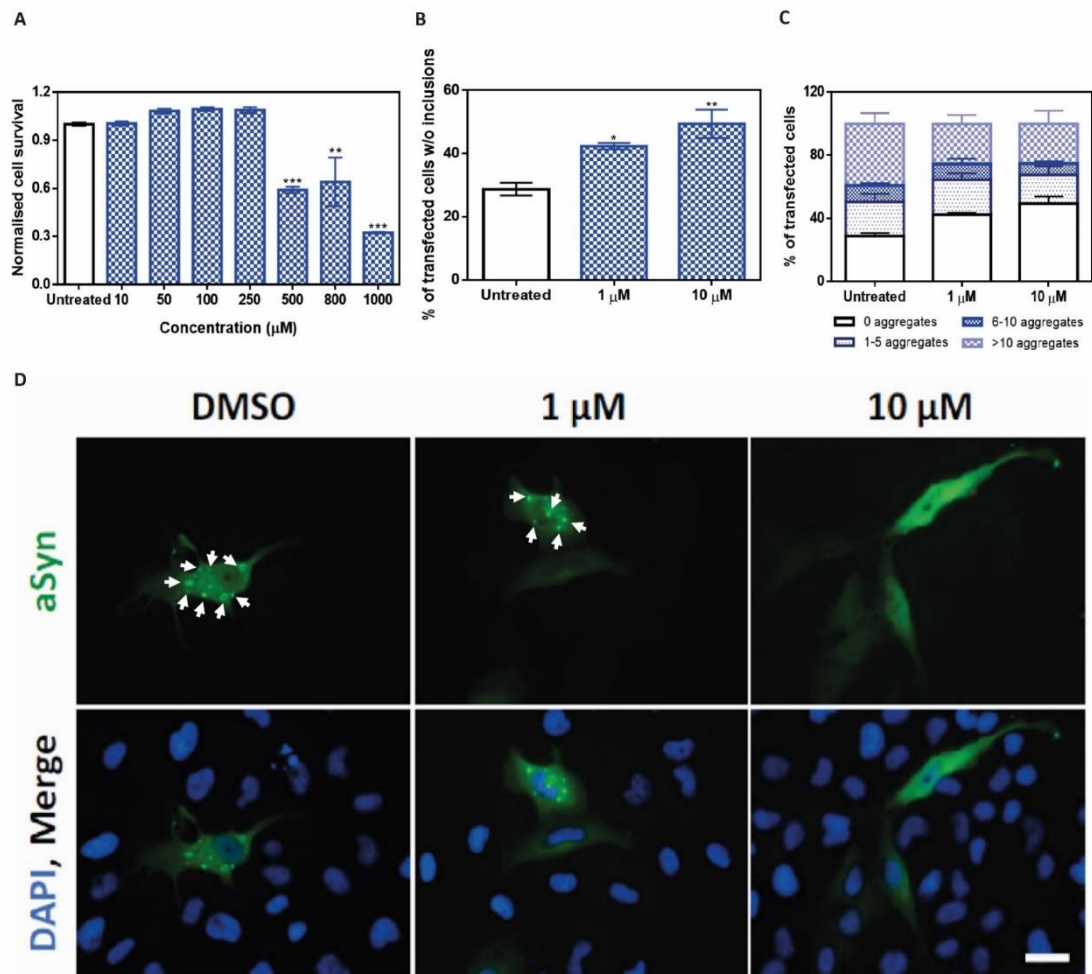 A
Normalised cell survival
1.2
1.0
0.9
0.6
0.3
0.0
***
**
***
Untreated 10 50 100 250 500 800 1000
Concentration (μM)
B
% of transfected cells w/o inclusions
60
40
20
0
*
**
Untreated 1 μM 10 μM
C
% of transfected cells
120
80
40
0
Untreated 1 μM 10 μM
0 aggregates 6-10 aggregates
1-5 aggregates >10 aggregates
D
DMSO 1 μM 10 μM
aSyn
DAPI, Merge